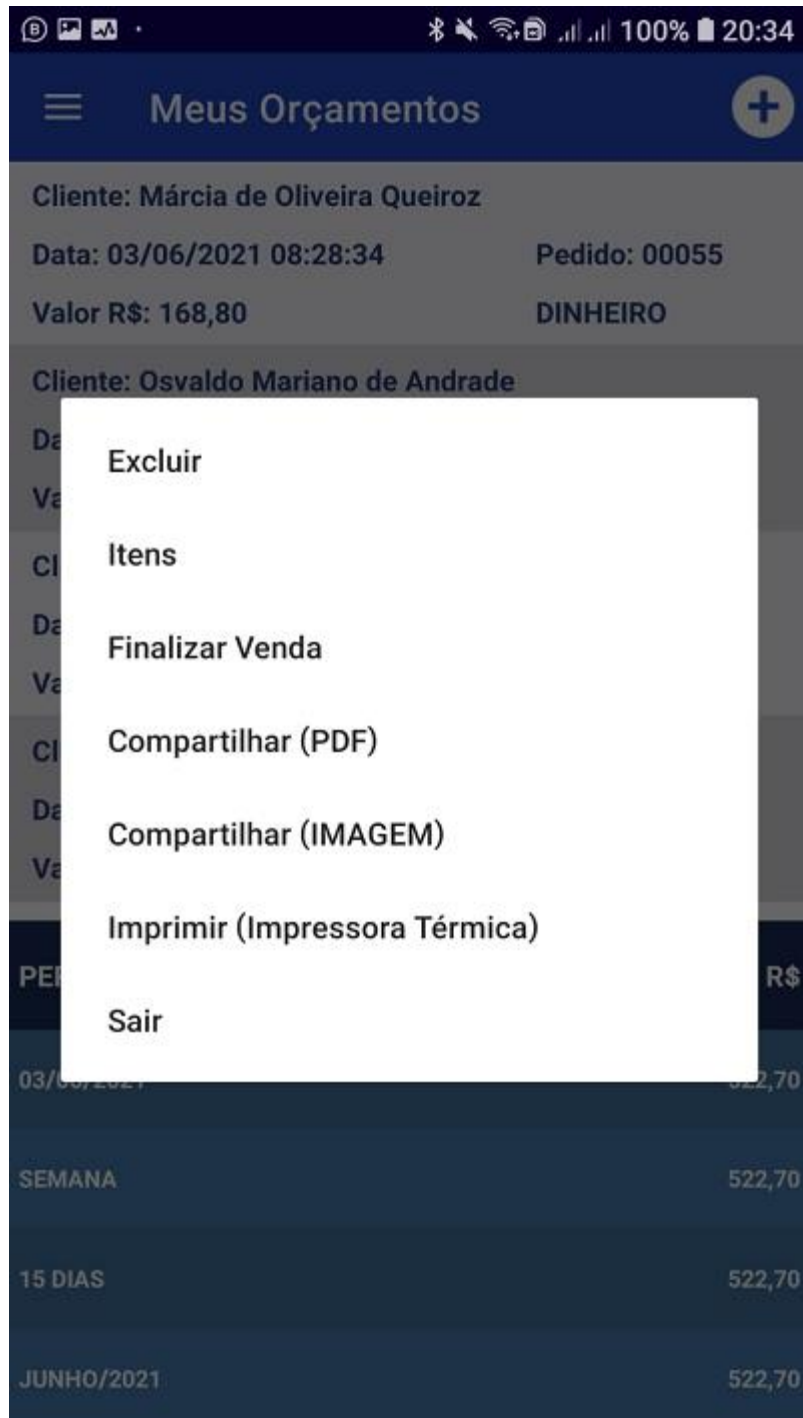 100% 20:34
Meus Orçamentos
Cliente: Márcia de Oliveira Queiroz
Data: 03/06/2021 08:28:34 Pedido: 00055
Valor R$: 168,80 DINHEIRO
Cliente: Osvaldo Mariano de Andrade
Excluir
Itens
Finalizar Venda
Compartilhar (PDF)
Compartilhar (IMAGEM)
Imprimir (Impressora Térmica)
Sair
R$
SEMANA 522,70
15 DIAS 522,70
JUNHO/2021 522,70